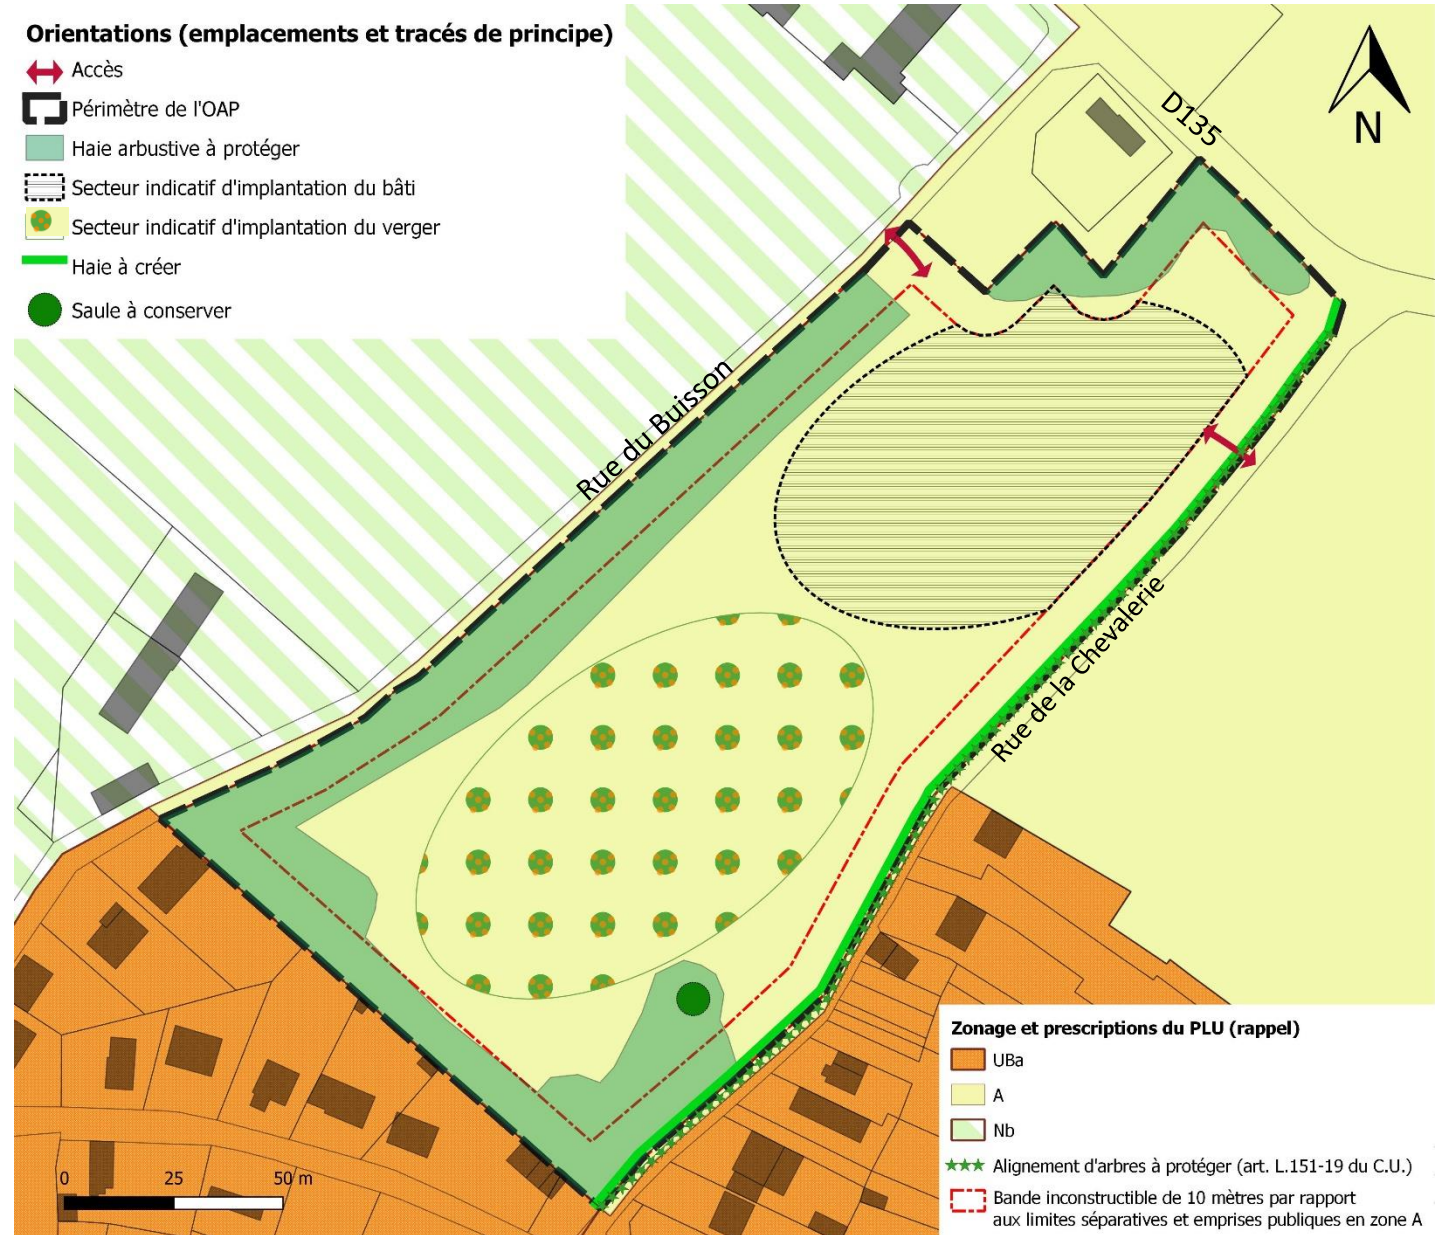 Orientations (emplacements et tracés de principe)
Accès
Périmètre de l'OAP
Haie arbustive à protéger
Secteur indicatif d'implantation du bâti
Secteur indicatif d'implantation du verger
Haie à créer
Saule à conserver
D135
N
Rue du Buisson
Rue de la Chevalerie
Zonage et prescriptions du PLU (rappel)
UBa
A
Nb
Alignement d'arbres à protéger (art. L.151-19 du C.U.)
Bande inconstructible de 10 mètres par rapport
aux limites séparatives et emprises publiques en zone A
0 25 50 m